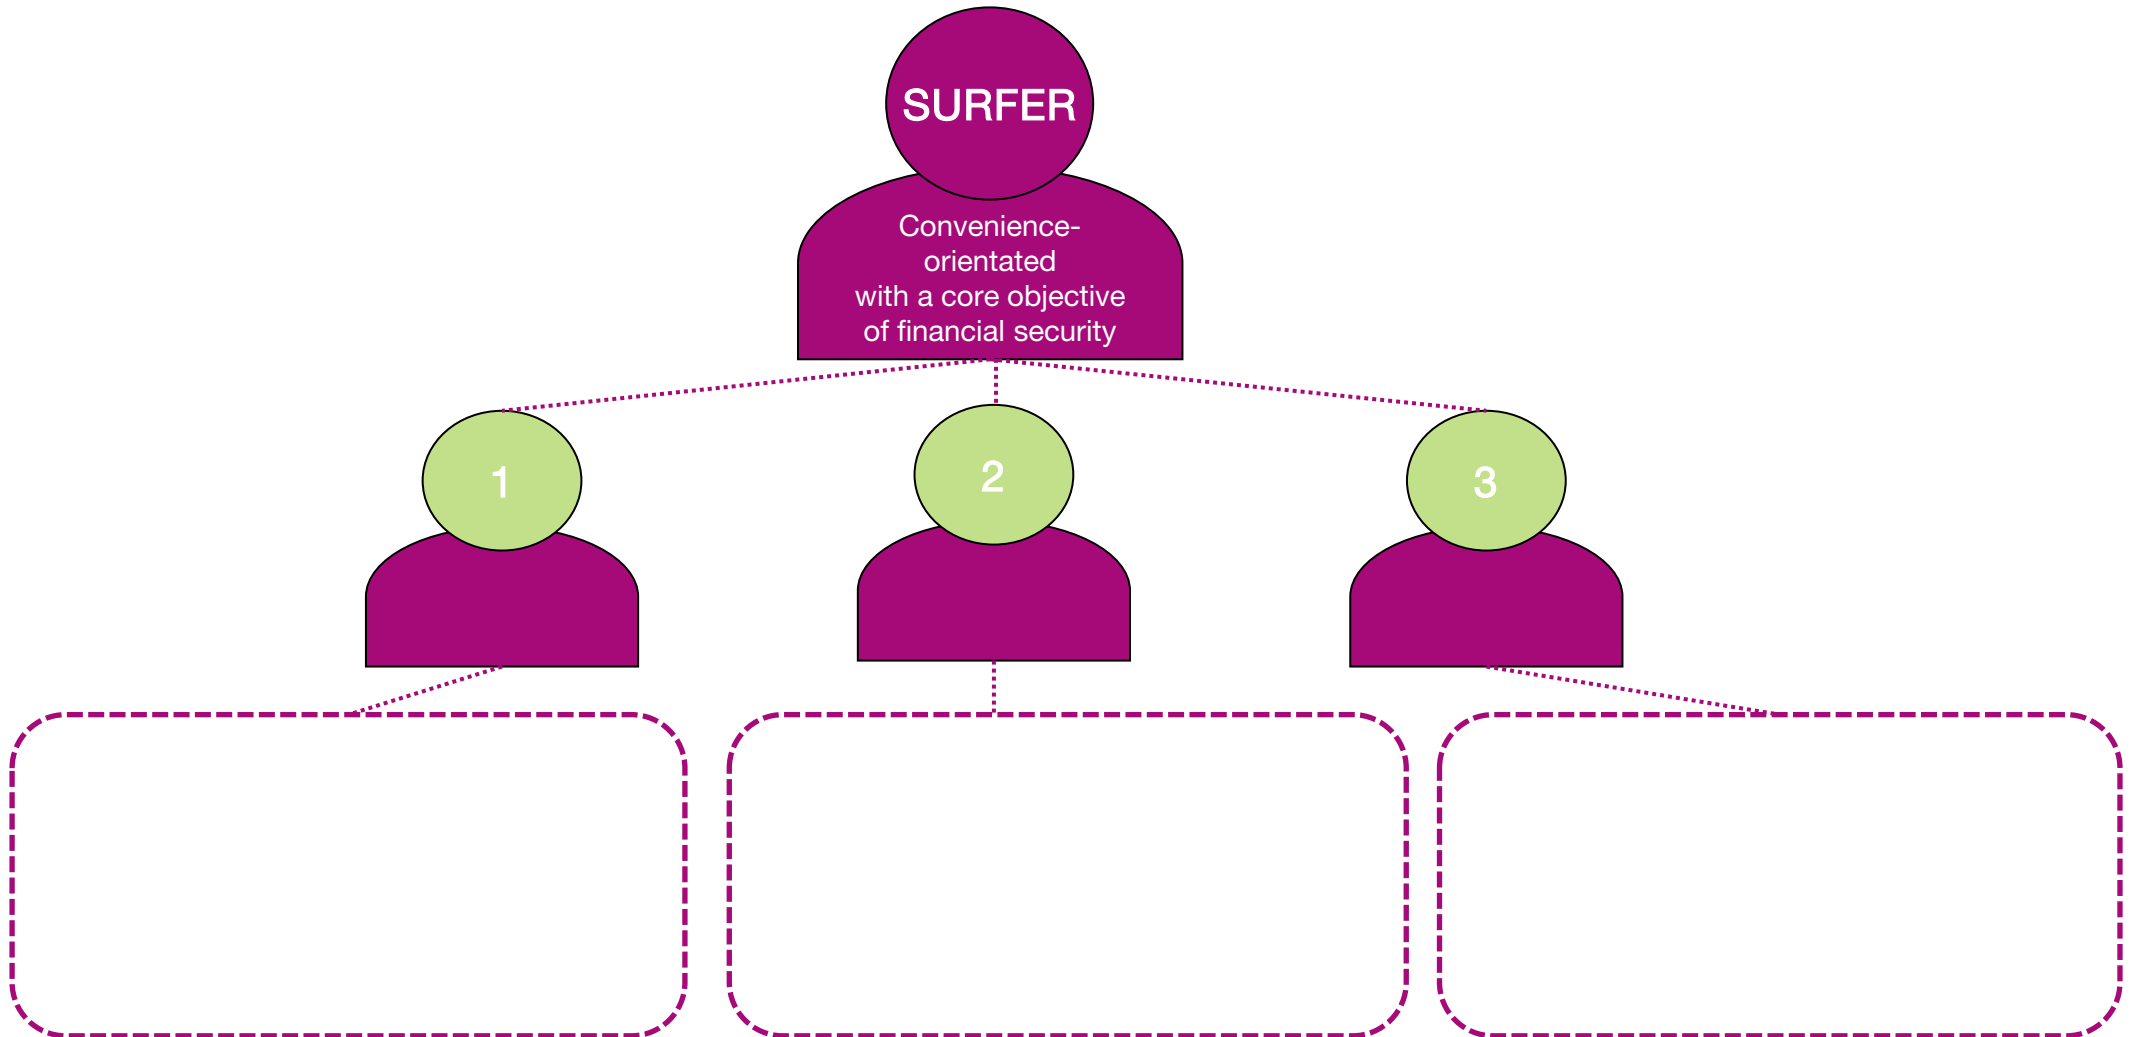 SURFER
Convenience-
orientated
with a core objective
of financial security
1
2
3